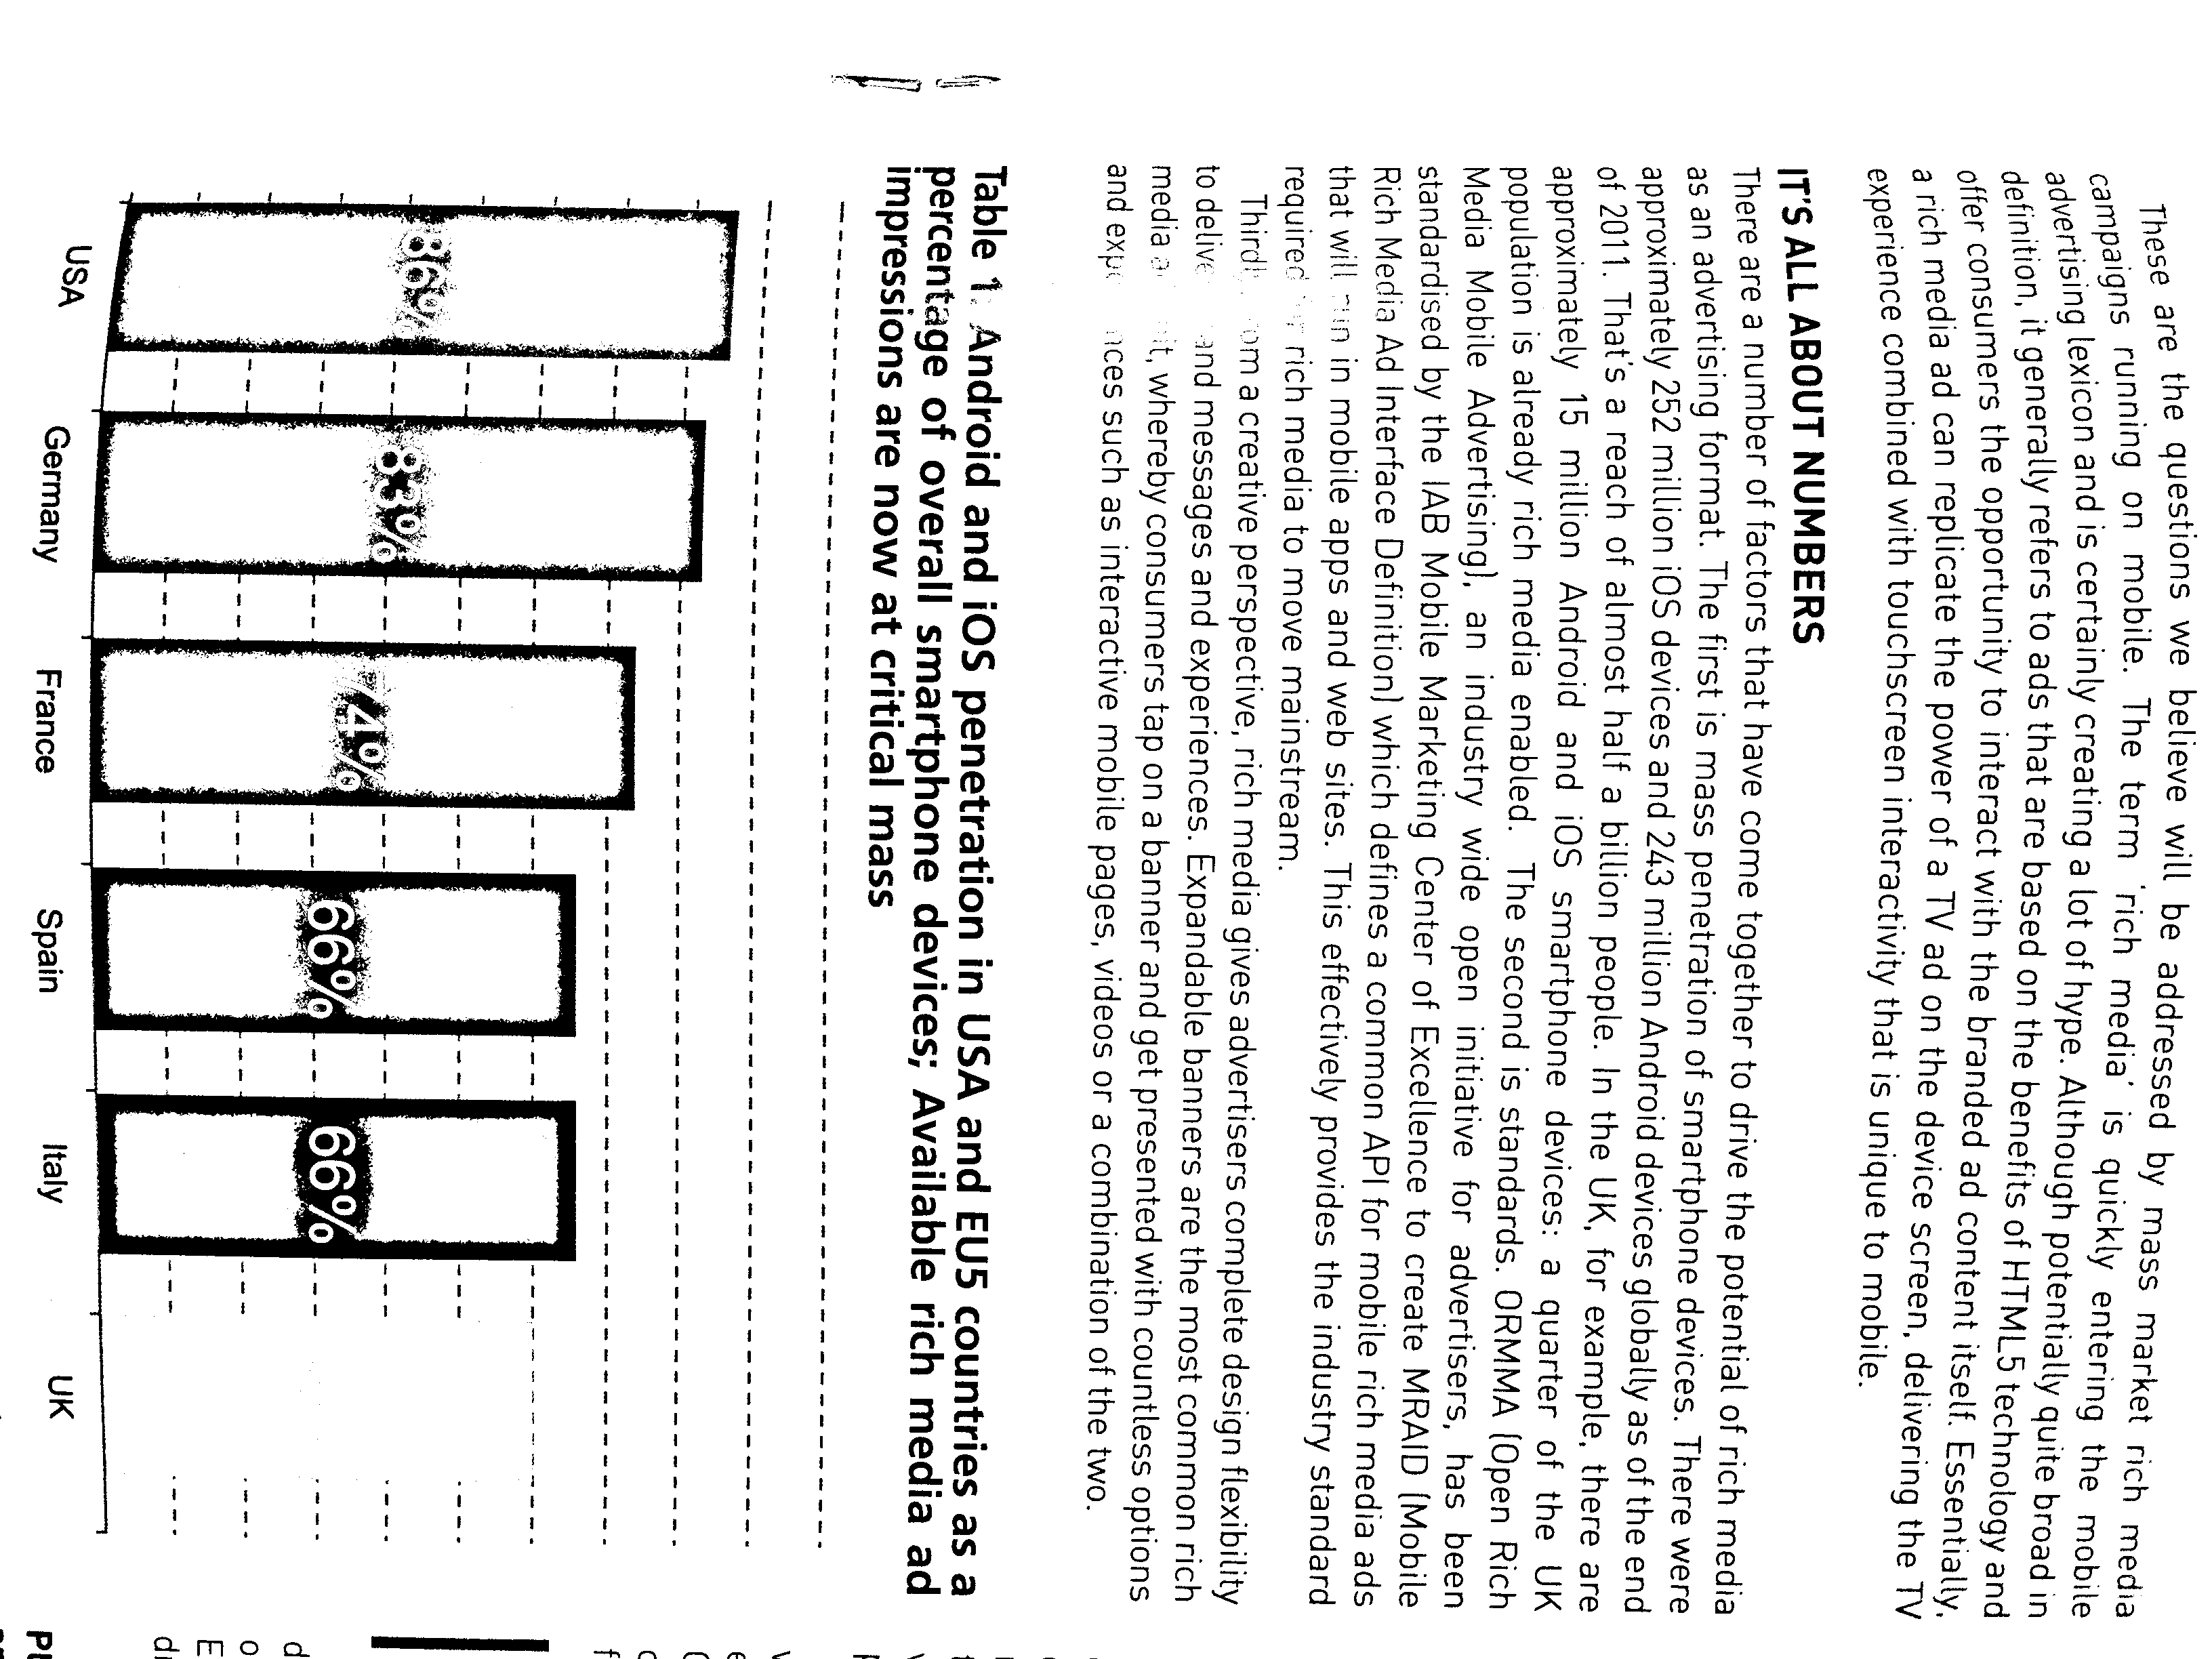 These are the questions we believe will be addressed by mass market rich media
campaigns running on mobile. The term 'rich media' is quickly entering the mobile
advertising lexicon and is certainly creating a lot of hype. Although potentially quite broad in
definition, it generally refers to ads that are based on the benefits of HTML5 technology and
offer consumers the opportunity to interact with the branded ad content itself. Essentially,
a rich media ad can replicate the power of a TV ad on the device screen, delivering the TV
experience combined with touchscreen interactivity that is unique to mobile.
IT'S ALL ABOUT NUMBERS
There are a number of factors that have come together to drive the potential of rich media
as an advertising format. The first is mass penetration of smartphone devices. There were
approximately 252 million iOS devices and 243 million Android devices globally as of the end
of 2011. That's a reach of almost half a billion people. In the UK, for example, there are
approximately 15 million Android and iOS smartphone devices: a quarter of the UK
population is already rich media enabled. The second is standards. ORMMA (Open Rich
Media Mobile Advertising), an industry wide open initiative for advertisers, has been
standardised by the IAB Mobile Marketing Center of Excellence to create MRAID (Mobile
Rich Media Ad Interface Definition) which defines a common API for mobile rich media ads
that will run in mobile apps and web sites. This effectively provides the industry standard
required for rich media to move mainstream.
Thirdly, from a creative perspective, rich media gives advertisers complete design flexibility
to deliver and messages and experiences. Expandable banners are the most common rich
media whereby consumers tap on a banner and get presented with countless options
and such as interactive mobile pages, videos or a combination of the two.
Table 1. Android and iOS penetration in USA and EU5 countries as a
percentage of overall smartphone devices; Available rich media ad
impressions are now at critical mass
86%
83%
74%
66%
66%
USA
Germany
France
Spain
Italy
UK